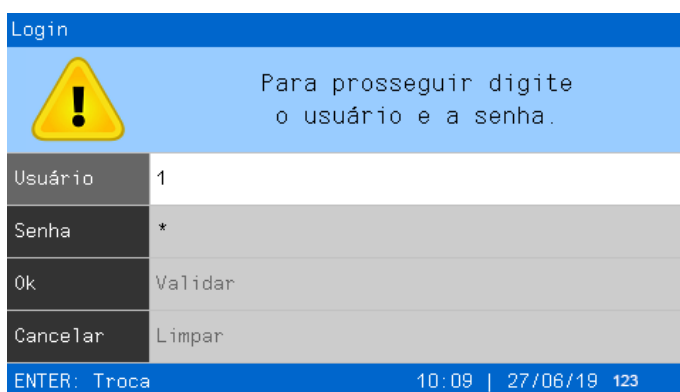 Login
!
Para prosseguir digite
o usuário e a senha.
Usuário 1
Senha *
Ok Validar
Cancelar Limpar
ENTER: Troca 10:09 | 27/06/19 123